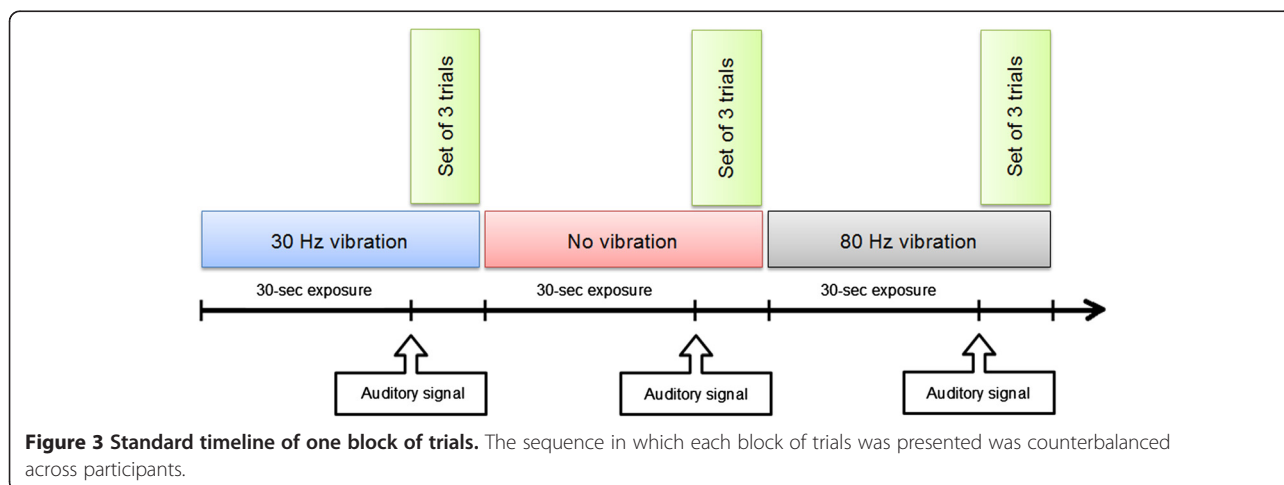 Set of 3 trials
Set of 3 trials
Set of 3 trials
30 Hz vibration
No vibration
80 Hz vibration
30-sec exposure
30-sec exposure
30-sec exposure
Auditory signal
Auditory signal
Auditory signal
Figure 3 Standard timeline of one block of trials. The sequence in which each block of trials was presented was counterbalanced
across participants.